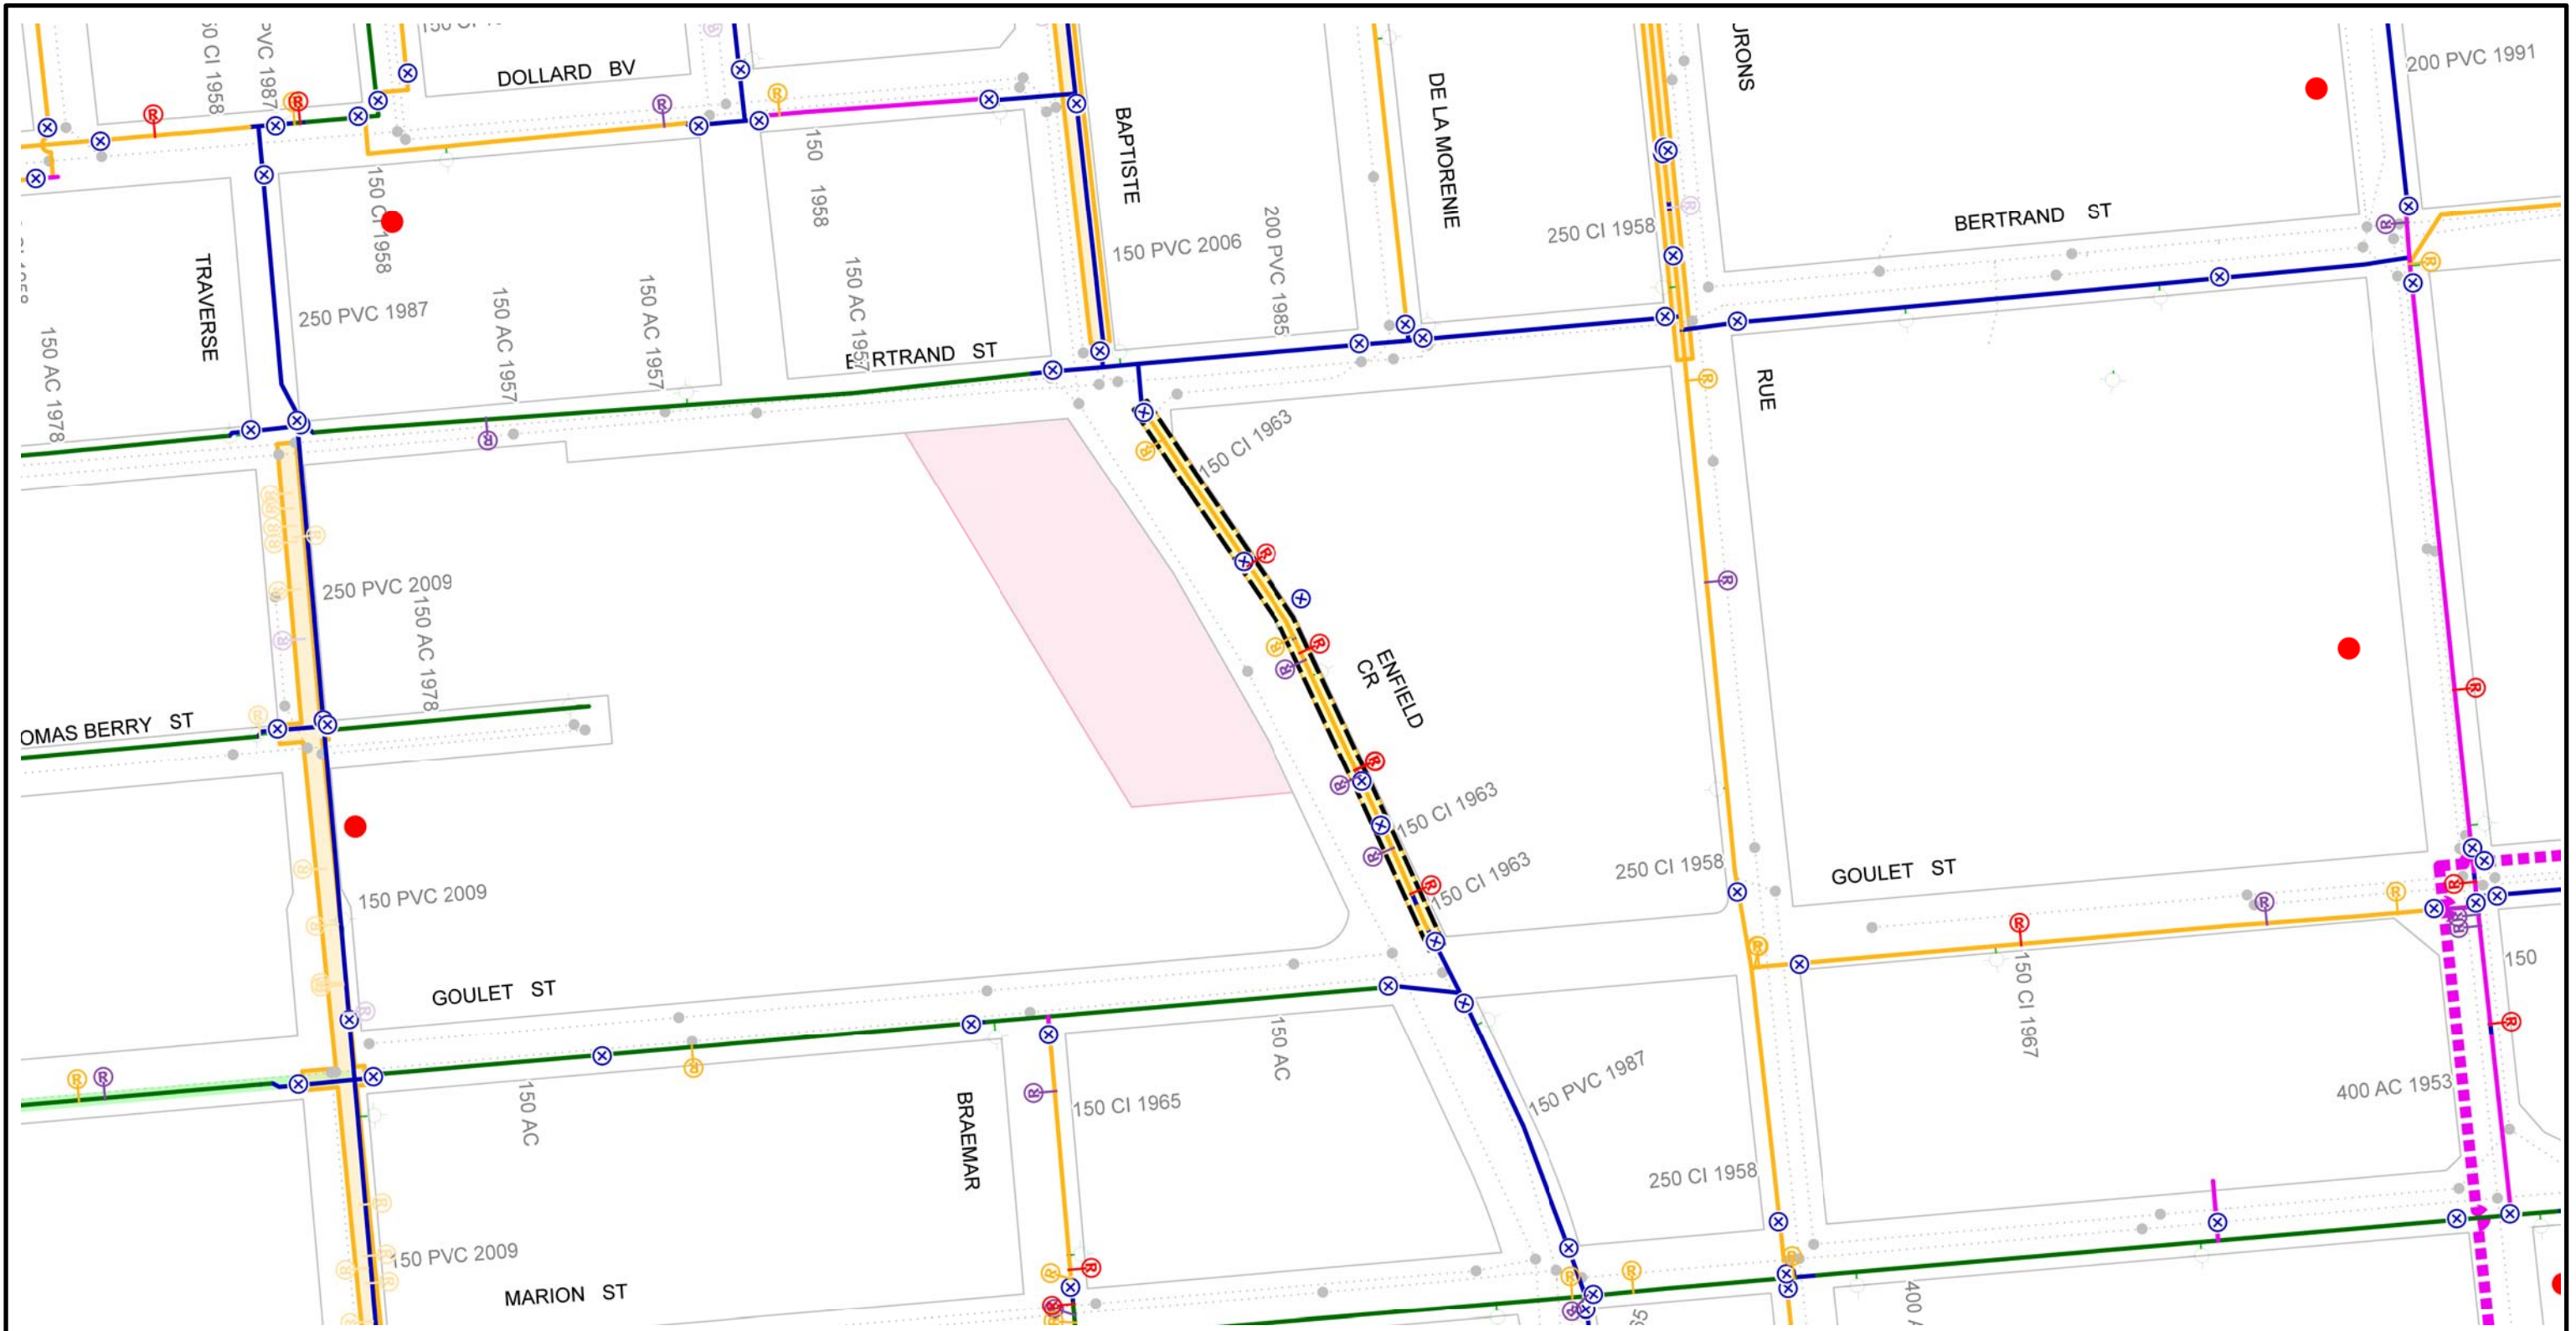 DOLLARD BV
200 PVC 1991
PVC 1987
BAPTISTE
DE LA MORENIE
150 CI 1958
150
1958
BERTRAND ST
250 CI 1958
150 PVC 2006
200 PVC 1985
TRAVERSE
250 PVC 1987
150 AC 1957
150 AC 1957
150 AC 1957
150 AC 1978
RUE
150 CI 1963
250 PVC 2009
150 AC 1978
ENFIELD
CR
OMAS BERRY ST
150 CI 1963
150 CI 1963
250 CI 1958
GOULET ST
150 PVC 2009
GOULET ST
150 CI 1967
150
150 AC
150 AC
BRAEMAR
150 CI 1965
150 PVC 1987
400 AC 1953
250 CI 1958
150 PVC 2009
MARION ST